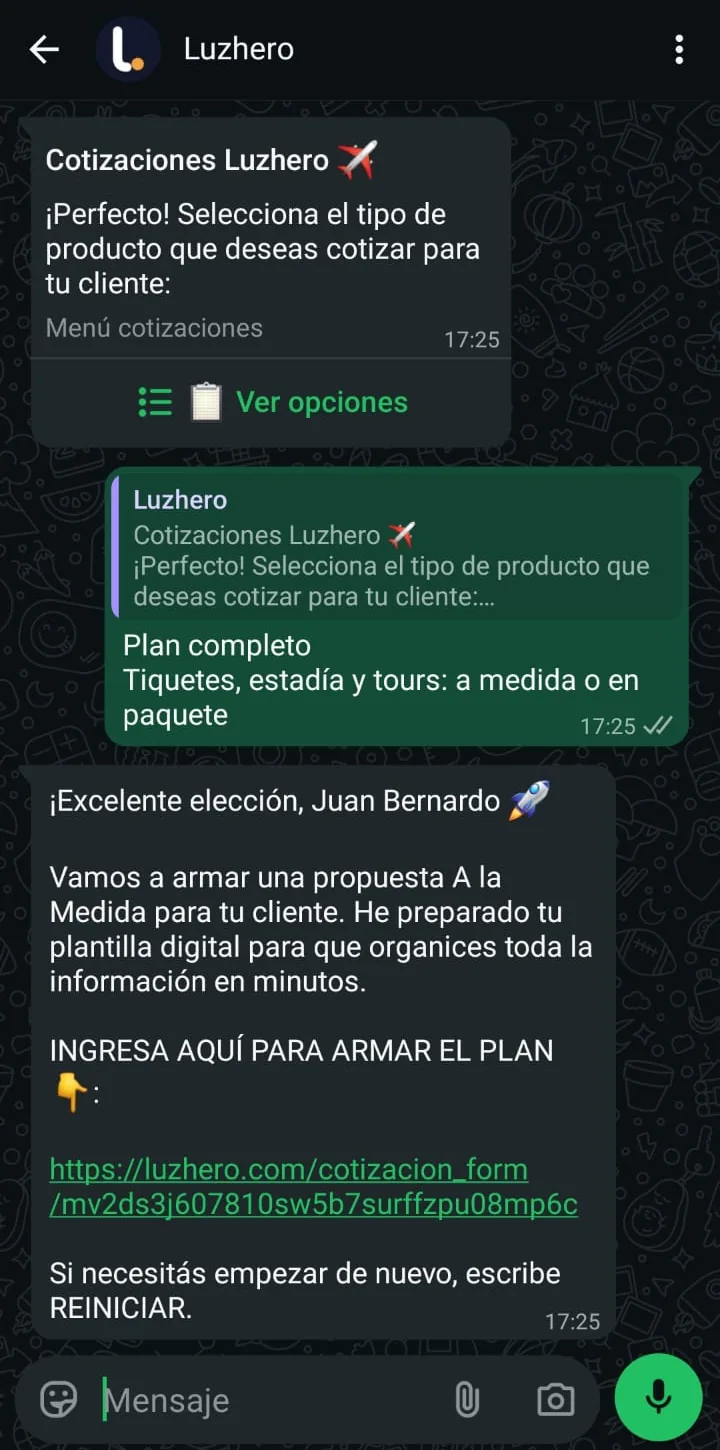 Luzhero
Cotizaciones Luzhero ✈️
¡Perfecto! Selecciona el tipo de
producto que deseas cotizar para
tu cliente:
Menú cotizaciones
17:25
📋 Ver opciones
Luzhero
Cotizaciones Luzhero ✈️
¡Perfecto! Selecciona el tipo de producto que
deseas cotizar para tu cliente:...
Plan completo
Tiquetes, estadía y tours: a medida o en
paquete
17:25
¡Excelente elección, Juan Bernardo 🚀
Vamos a armar una propuesta A la
Medida para tu cliente. He preparado tu
plantilla digital para que organices toda la
información en minutos.
INGRESA AQUÍ PARA ARMAR EL PLAN
👇:
https://luzhero.com/cotizacion_form
/mv2ds3j607810sw5b7surffzpu08mp6c
Si necesitás empezar de nuevo, escribe
REINICIAR.
17:25
Mensaje